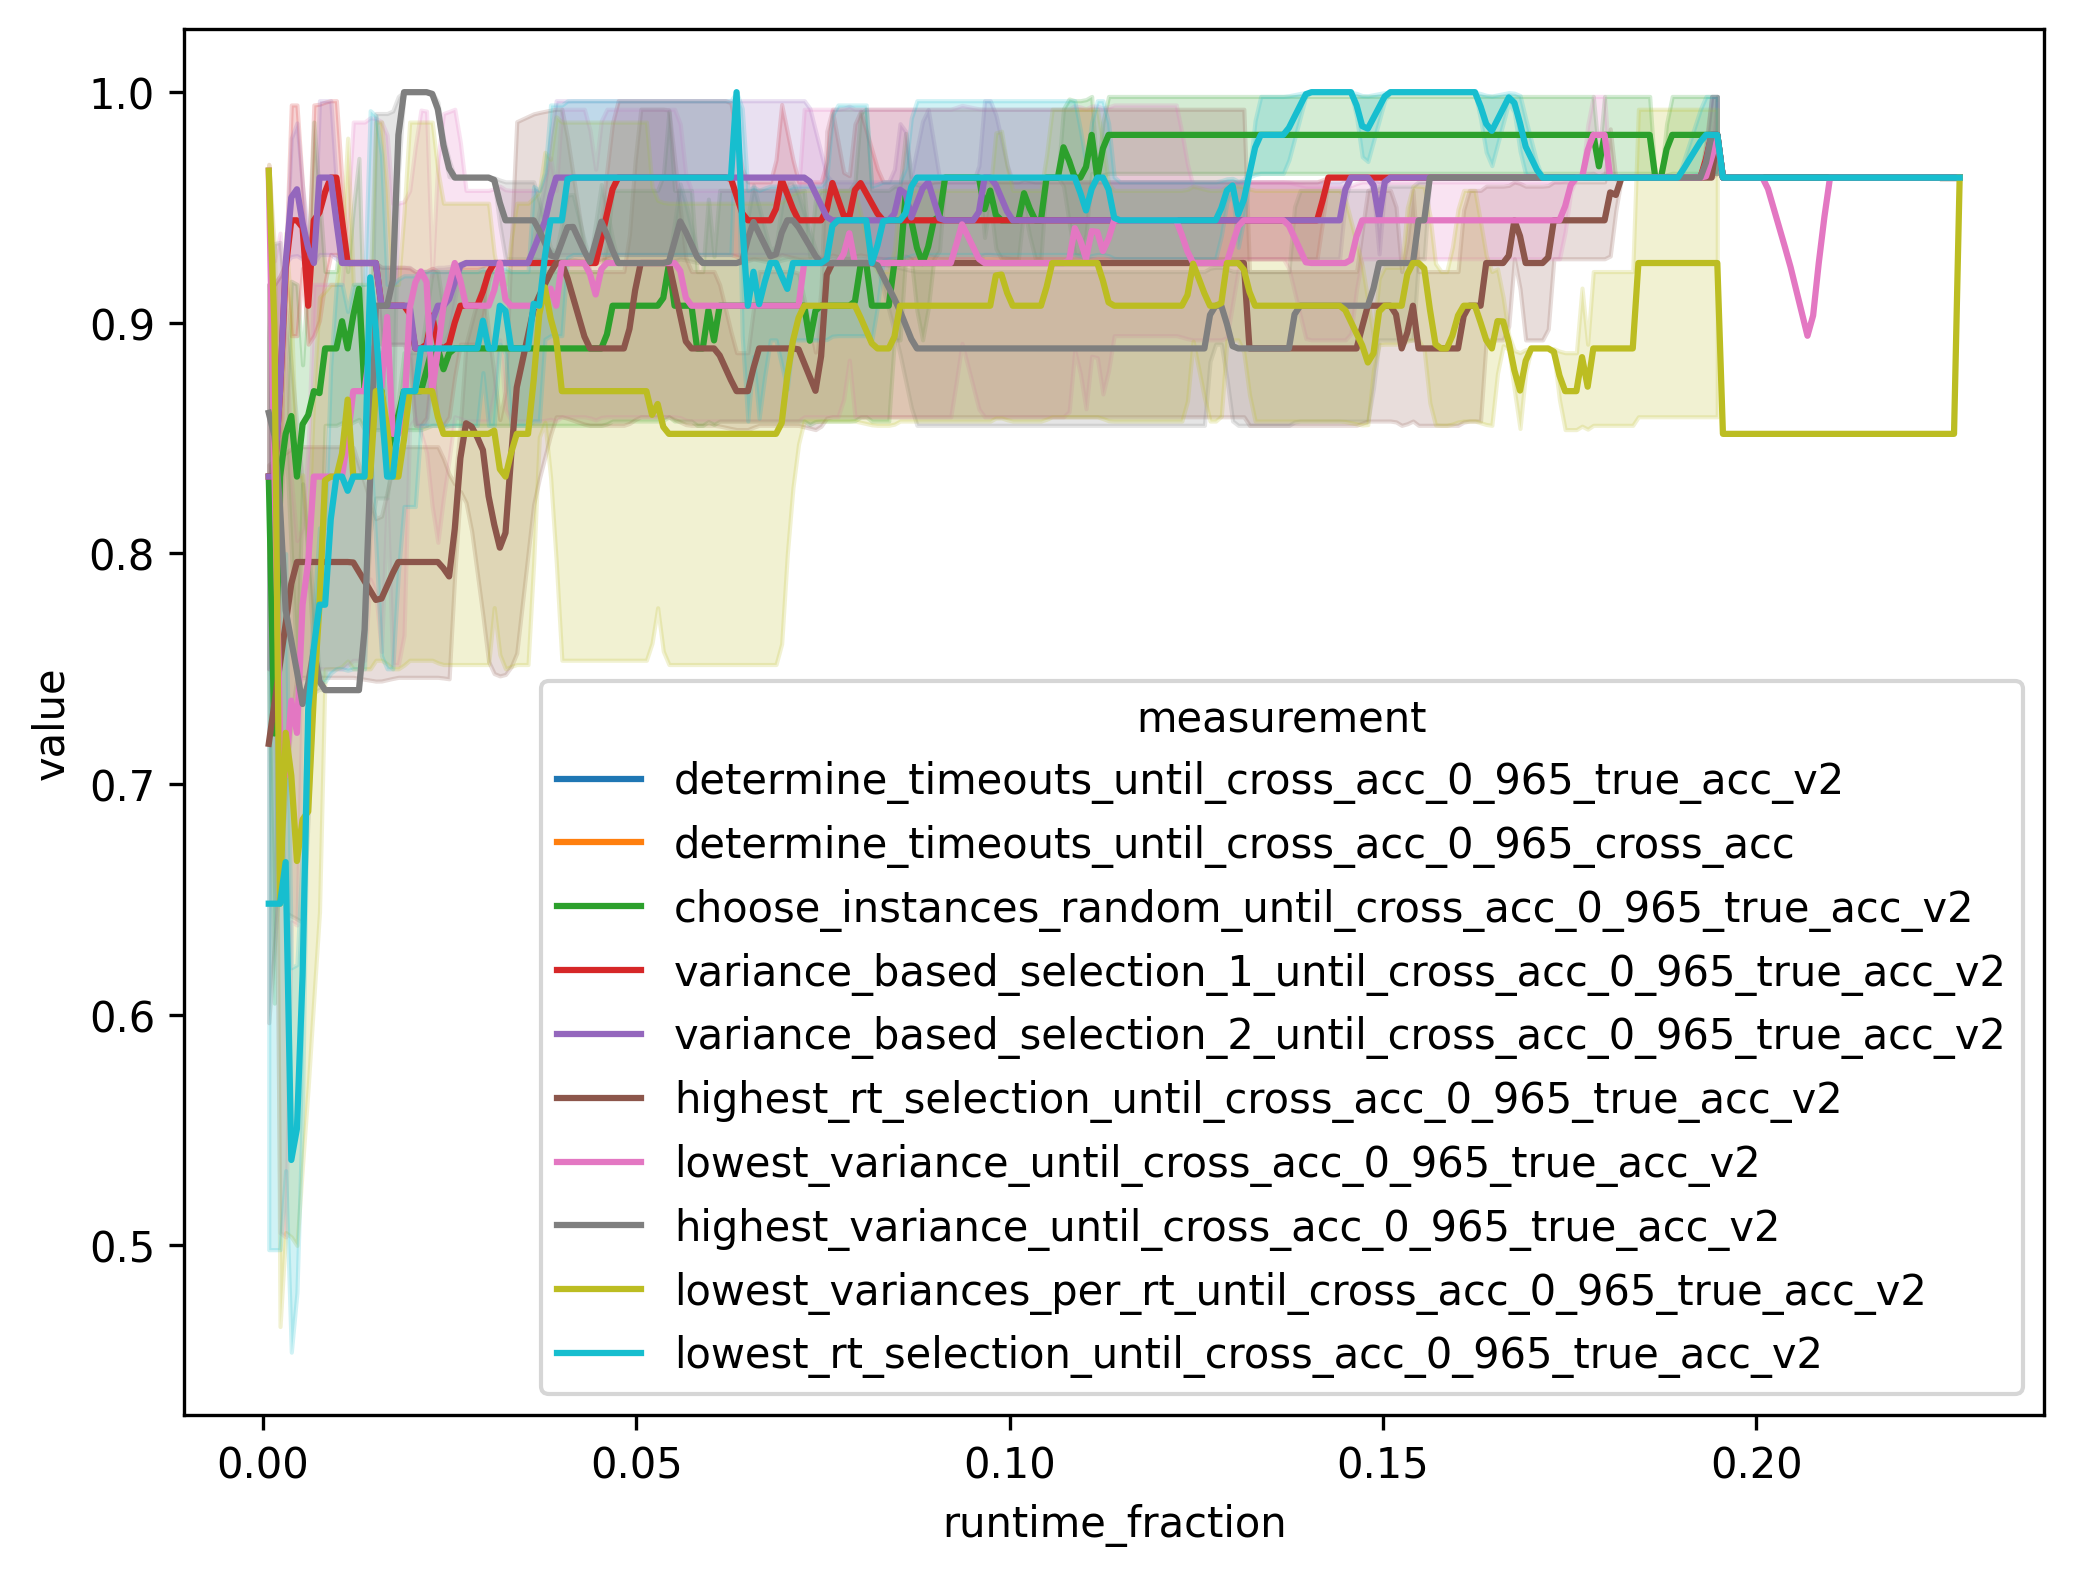 1.0
0.9
0.8
0.7
0.6
0.5
value
measurement
determine_timeouts_until_cross_acc_0_965_true_acc_v2
determine_timeouts_until_cross_acc_0_965_cross_acc
choose_instances_random_until_cross_acc_0_965_true_acc_v2
variance_based_selection_1_until_cross_acc_0_965_true_acc_v2
variance_based_selection_2_until_cross_acc_0_965_true_acc_v2
highest_rt_selection_until_cross_acc_0_965_true_acc_v2
lowest_variance_until_cross_acc_0_965_true_acc_v2
highest_variance_until_cross_acc_0_965_true_acc_v2
lowest_variances_per_rt_until_cross_acc_0_965_true_acc_v2
lowest_rt_selection_until_cross_acc_0_965_true_acc_v2
0.00 0.05 0.10 0.15 0.20
runtime_fraction